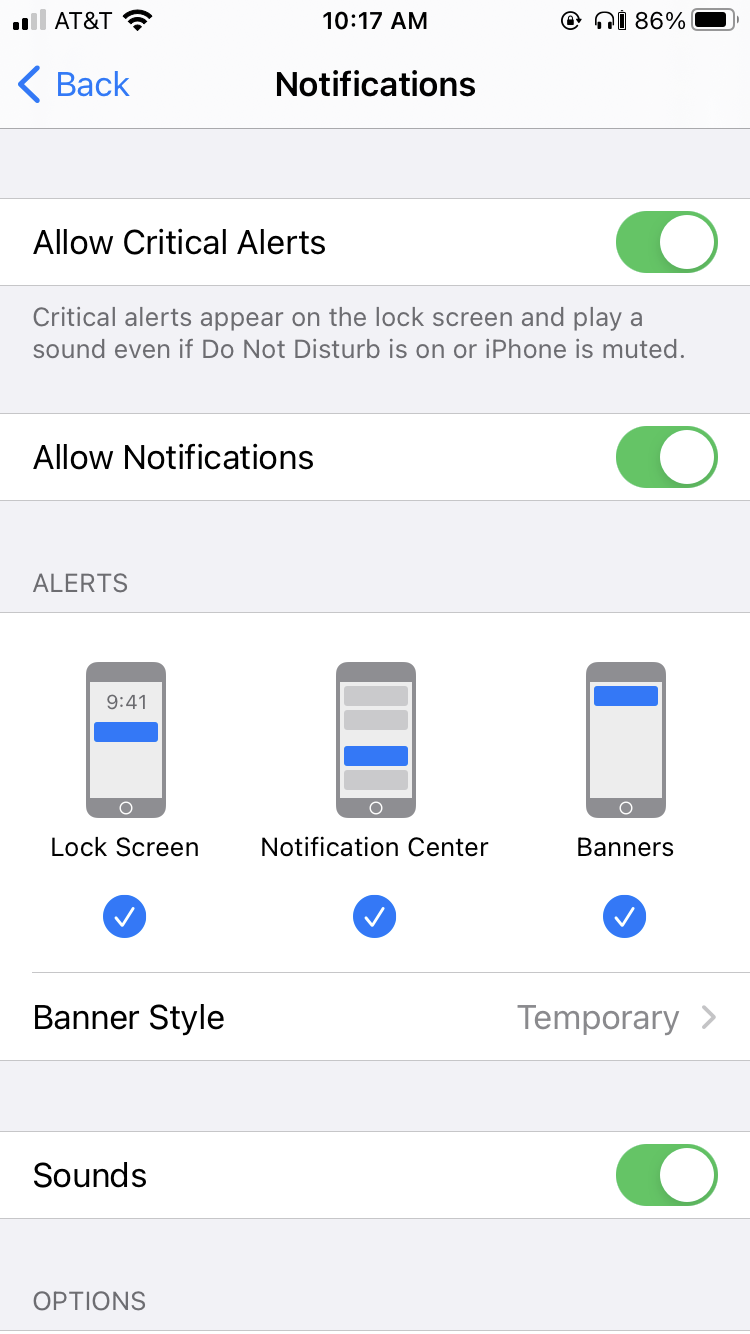 AT&T 10:17 AM 86%
Back Notifications
Allow Critical Alerts
Critical alerts appear on the lock screen and play a
sound even if Do Not Disturb is on or iPhone is muted.
Allow Notifications
ALERTS
9:41
Lock Screen Notification Center Banners
Banner Style Temporary
Sounds
OPTIONS